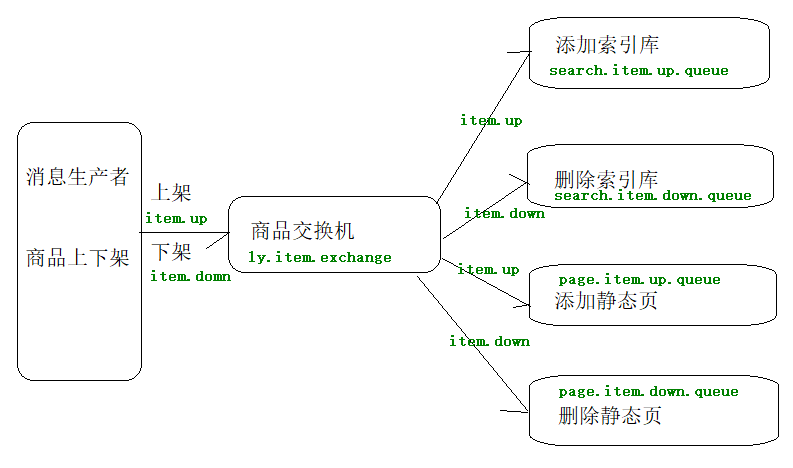 消息生产者
商品上下架
上架
item.up
下架
item.domn
商品交换机
ly.item.exchange
item.up
添加索引库
search.item.up.queue
item.down
删除索引库
search.item.down.queue
item.up
page.item.up.queue
添加静态页
item.down
page.item.down.queue
删除静态页